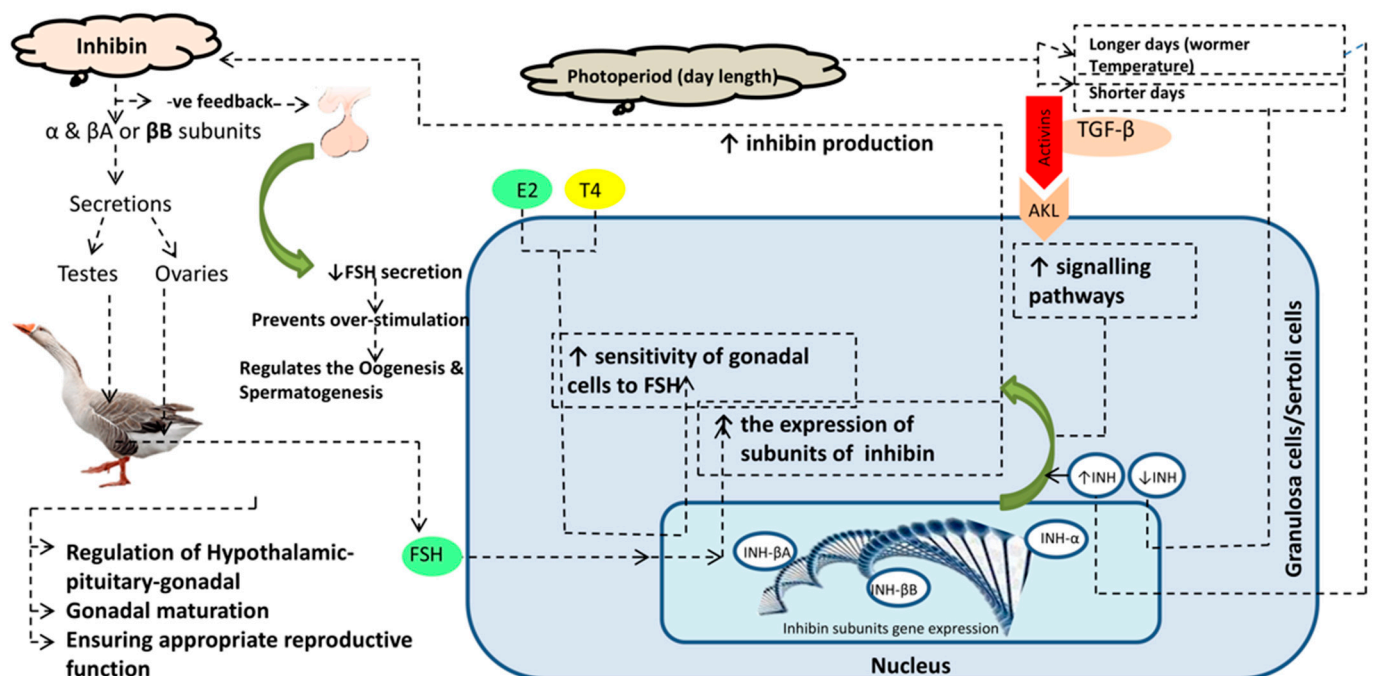 Inhibin
-ve feedback
α & βA or βB subunits
Secretions
Testes
Ovaries
↓FSH secretion
Prevents over-stimulation
Regulates the Oogenesis &
Spermatogenesis
Regulation of Hypothalamic-
pituitary-gonadal
Gonadal maturation
Ensuring appropriate reproductive
function
FSH
Photoperiod (day length)
Longer days (wormer
Temperature)
Shorter days
↑ inhibin production
E2
T4
Activins
TGF-β
AKL
↑ signalling
pathways
↑ sensitivity of gonadal
cells to FSH
↑ the expression of
subunits of inhibin
↑INH
↓INH
INH-βA
INH-α
INH-βB
Inhibin subunits gene expression
Nucleus
Granulosa cells/Sertoli cells